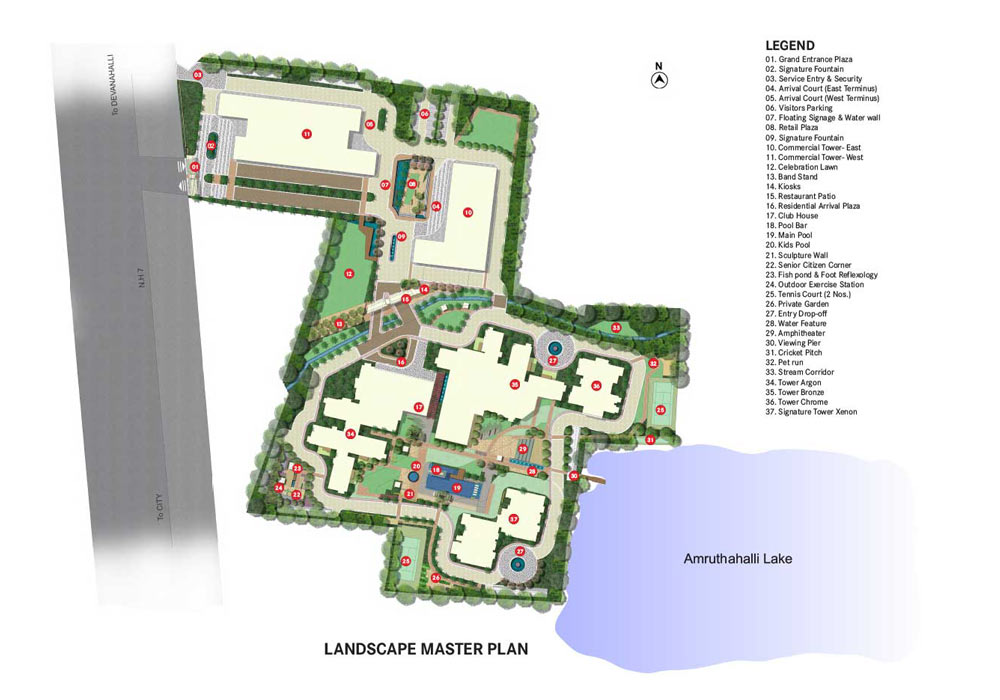 LEGEND
01. Grand Entrance Plaza
02. Signature Fountain
03. Service Entry & Security
04. Arrival Court (East Terminus)
05. Arrival Court (West Terminus)
06. Visitors Parking
07. Floating Signage & Water wall
08. Retail Plaza
09. Signature Fountain
10. Commercial Tower- East
11. Commercial Tower- West
12. Celebration Lawn
13. Band Stand
14. Kiosks
15. Restaurant Patio
16. Residential Arrival Plaza
17. Club House
18. Pool Bar
19. Main Pool
20. Kids Pool
21. Sculpture Wall
22. Senior Citizen Corner
23. Fish pond & Foot Reflexology
24. Outdoor Exercise Station
25. Tennis Court (2 Nos.)
26. Private Garden
27. Entry Drop-off
28. Water Feature
29. Amphitheater
30. Viewing Pier
31. Cricket Pitch
32. Pet run
33. Stream Corridor
34. Tower Argon
35. Tower Bronze
36. Tower Chrome
37. Signature Tower Xenon
N
To DEVANAHALLI
N.H 7
To CITY
03
06
11
05
02
01
07
08
04
10
09
12
14
15
13
33
16
27
32
35
36
25
17
34
29
23
20
18
28
30
31
24
22
21
19
37
27
25
26
Amruthahalli Lake
LANDSCAPE MASTER PLAN